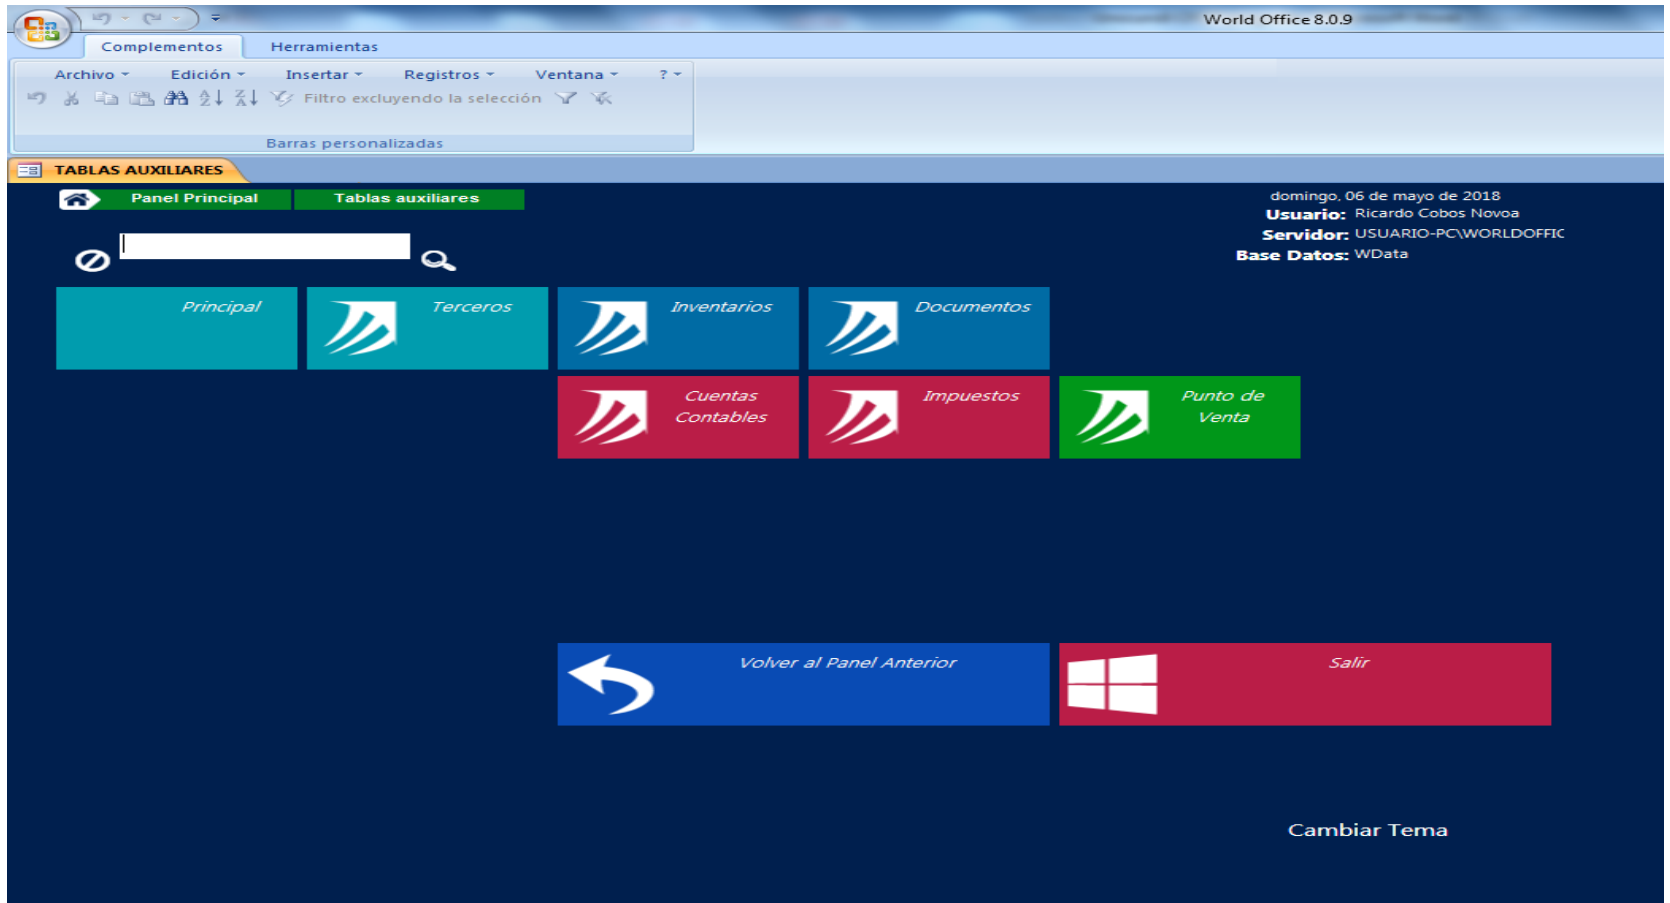 World Office 8.0.9
Complementos Herramientas
Archivo Edición Insertar Registros Ventana ?
Filtro excluyendo la selección
Barras personalizadas
TABLAS AUXILIARES
Panel Principal Tablas auxiliares
domingo, 06 de mayo de 2018
Usuario: Ricardo Cobos Novoa
Servidor: USUARIO-PC\WORLDOFFIC
Base Datos: WData
Principal Terceros Inventarios Documentos
Cuentas Contables Impuestos Punto de Venta
Volver al Panel Anterior Salir
Cambiar Tema